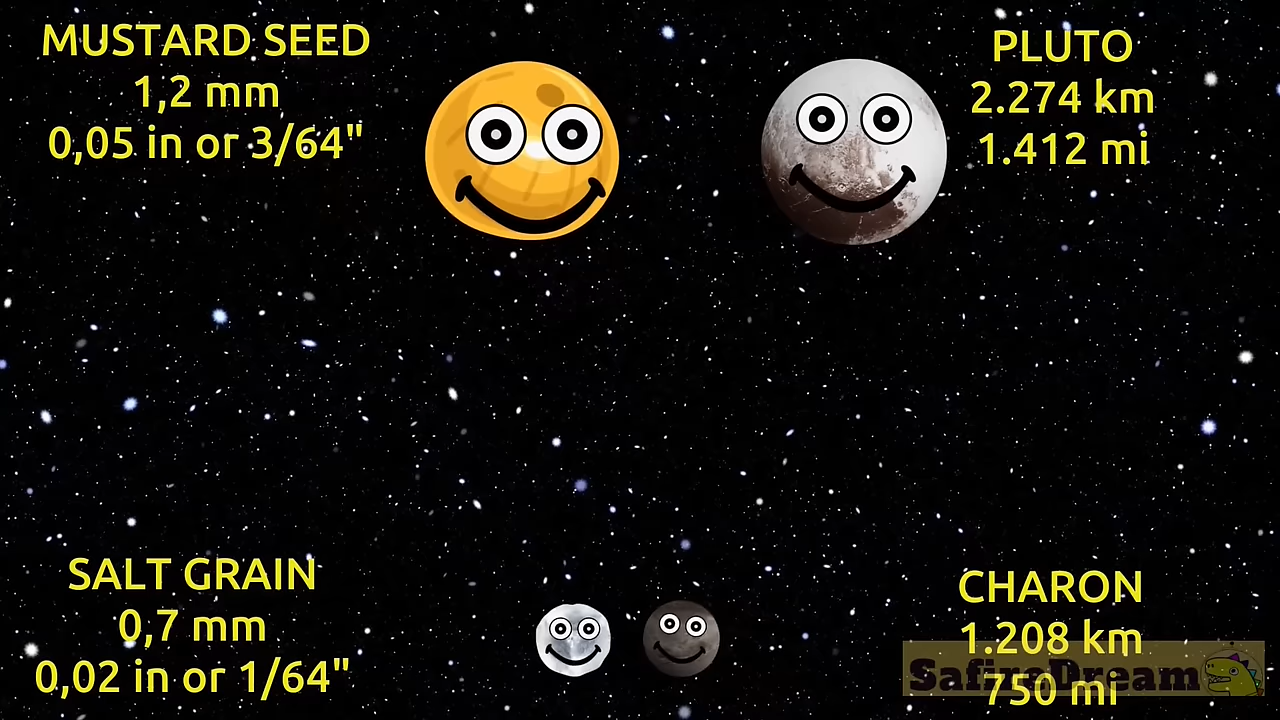 MUSTARD SEED
1,2 mm
0,05 in or 3/64"
PLUTO
2.274 km
1.412 mi
SALT GRAIN
0,7 mm
0,02 in or 1/64"
CHARON
1.208 km
750 mi
SafireDream